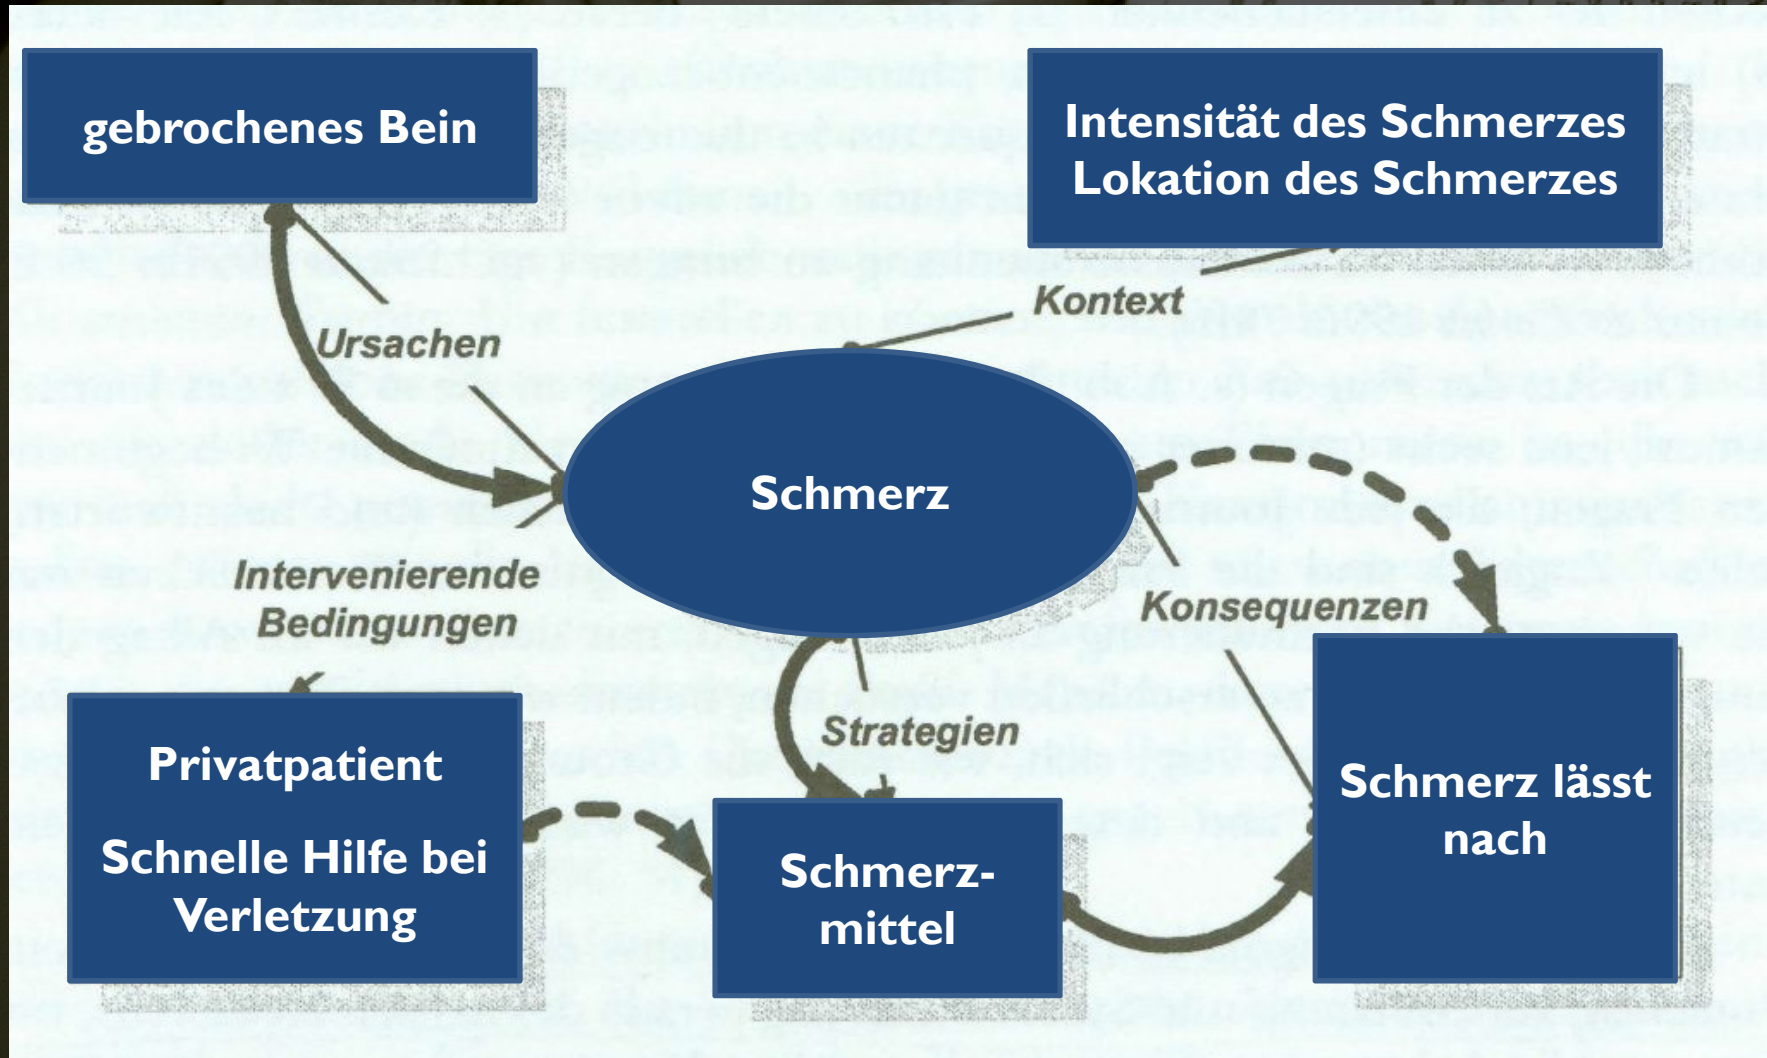 gebrochenes Bein
Intensität des Schmerzes
Lokation des Schmerzes
Kontext
Ursachen
Schmerz
Intervenierende
Bedingungen
Konsequenzen
Strategien
Privatpatient
Schnelle Hilfe bei
Verletzung
Schmerz-
mittel
Schmerz lässt
nach